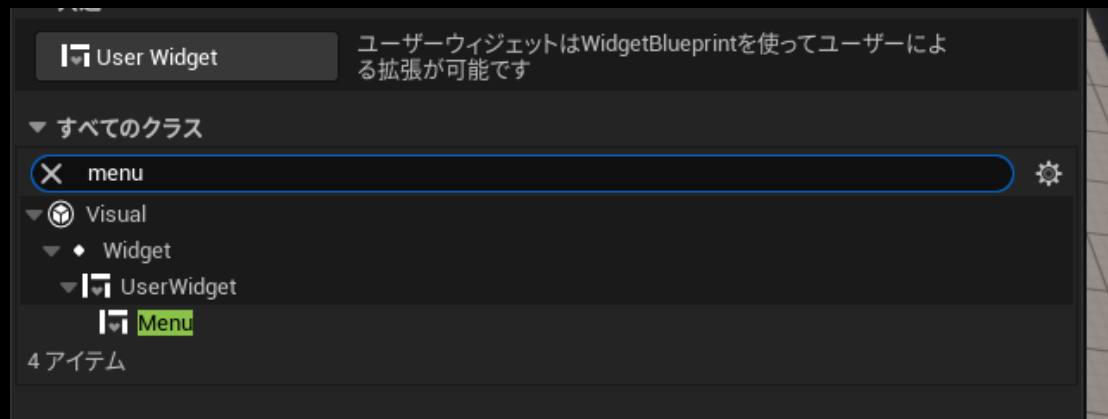 User Widget
ユーザーウィジェットはWidgetBlueprintを使ってユーザーによ
る拡張が可能です
すべてのクラス
menu
Visual
Widget
UserWidget
Menu
4 アイテム